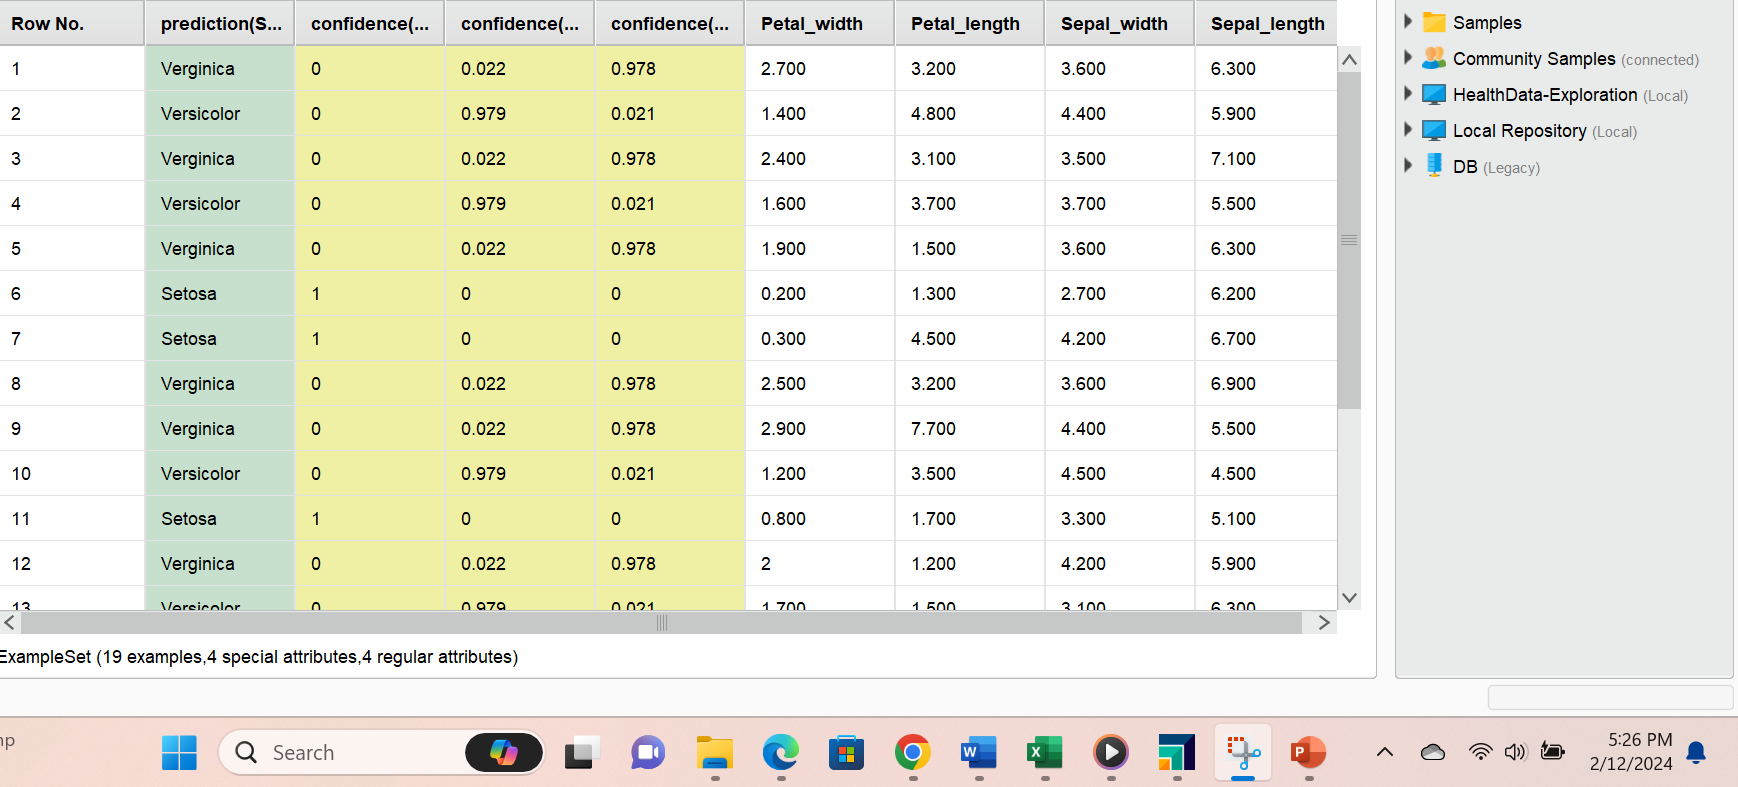 Row No. prediction(S... confidence(... confidence(... confidence(... Petal_width Petal_length Sepal_width Sepal_length
1 Verginica 0 0.022 0.978 2.700 3.200 3.600 6.300
2 Versicolor 0 0.979 0.021 1.400 4.800 4.400 5.900
3 Verginica 0 0.022 0.978 2.400 3.100 3.500 7.100
4 Versicolor 0 0.979 0.021 1.600 3.700 3.700 5.500
5 Verginica 0 0.022 0.978 1.900 1.500 3.600 6.300
6 Setosa 1 0 0 0.200 1.300 2.700 6.200
7 Setosa 1 0 0 0.300 4.500 4.200 6.700
8 Verginica 0 0.022 0.978 2.500 3.200 3.600 6.900
9 Verginica 0 0.022 0.978 2.900 7.700 4.400 5.500
10 Versicolor 0 0.979 0.021 1.200 3.500 4.500 4.500
11 Setosa 1 0 0 0.800 1.700 3.300 5.100
12 Verginica 0 0.022 0.978 2 1.200 4.200 5.900
13 Versicolor 0 0.979 0.021 1.700 1.500 3.100 6.300
ExampleSet (19 examples,4 special attributes,4 regular attributes)
Samples
Community Samples (connected)
HealthData-Exploration (Local)
Local Repository (Local)
DB (Legacy)
np
Search
W
X
P
5:26 PM
2/12/2024